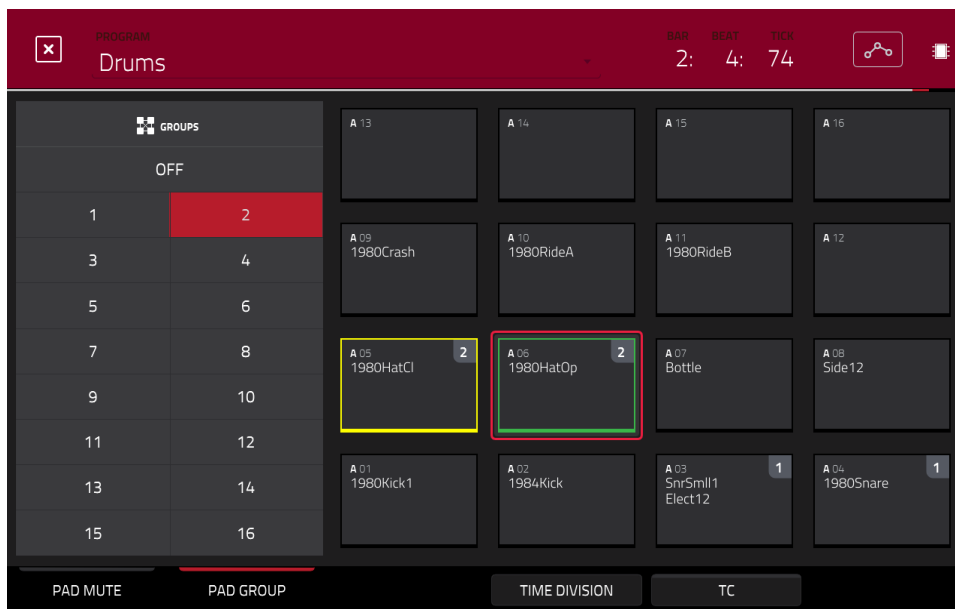 PROGRAM
Drums
BAR BEAT TICK
2: 4: 74
GROUPS
OFF
1 2
3 4
5 6
7 8
9 10
11 12
13 14
15 16
A 13
A 14
A 15
A 16
A 09
1980Crash
A 10
1980RideA
A 11
1980RideB
A 12
A 05 2
1980HatCl
A 06 2
1980HatOp
A 07
Bottle
A 08
Side12
A 01
1980Kick1
A 02
1984Kick
A 03 1
SnrSmll1
Elect12
A 04 1
1980Snare
PAD MUTE
PAD GROUP
TIME DIVISION
TC